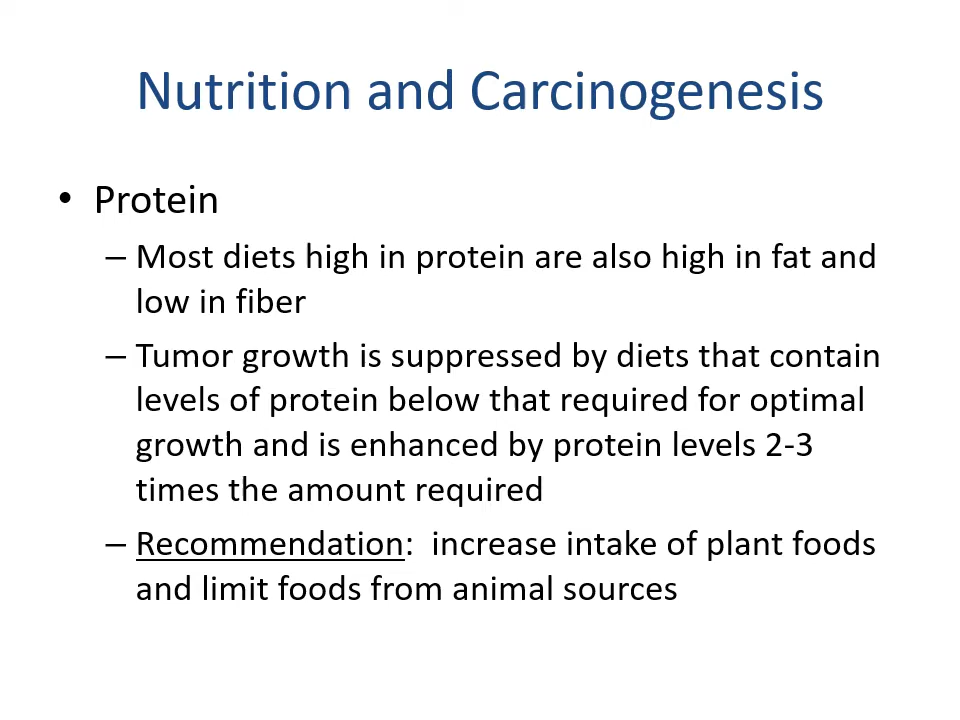 Nutrition and Carcinogenesis
• Protein
– Most diets high in protein are also high in fat and
low in fiber
– Tumor growth is suppressed by diets that contain
levels of protein below that required for optimal
growth and is enhanced by protein levels 2-3
times the amount required
– Recommendation:  increase intake of plant foods
and limit foods from animal sources